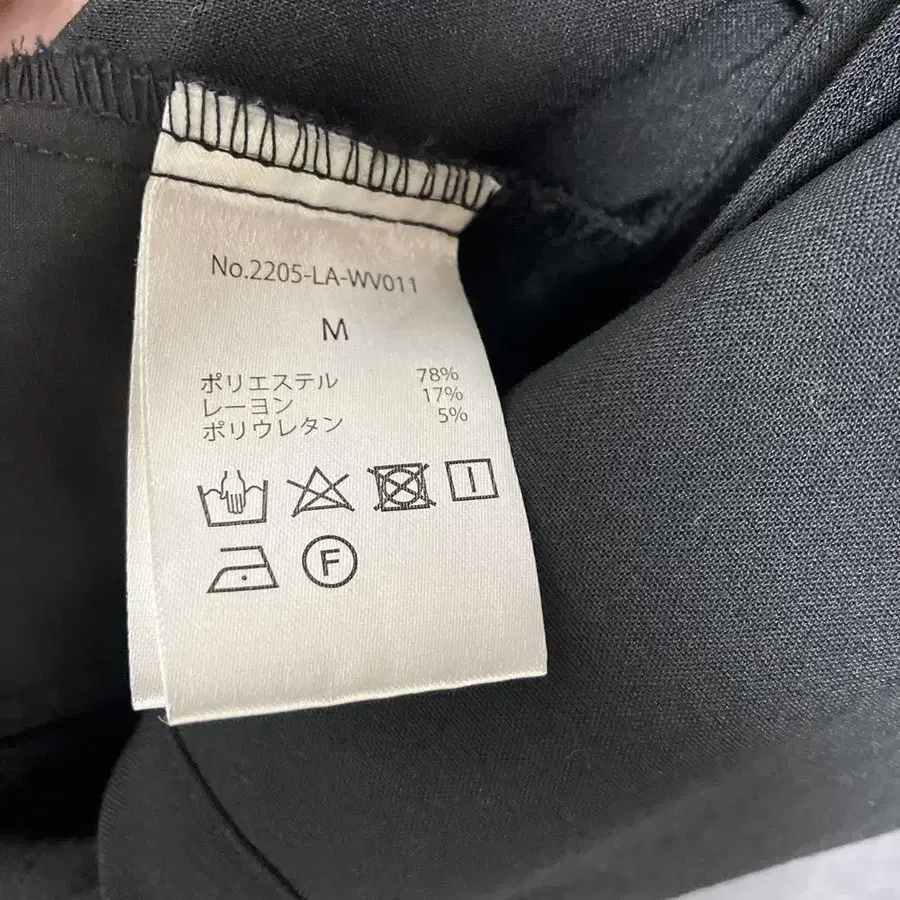 No.2205-LA-WV011
M
ポリエステル 78%
レーヨン 17%
ポリウレタン 5%
F